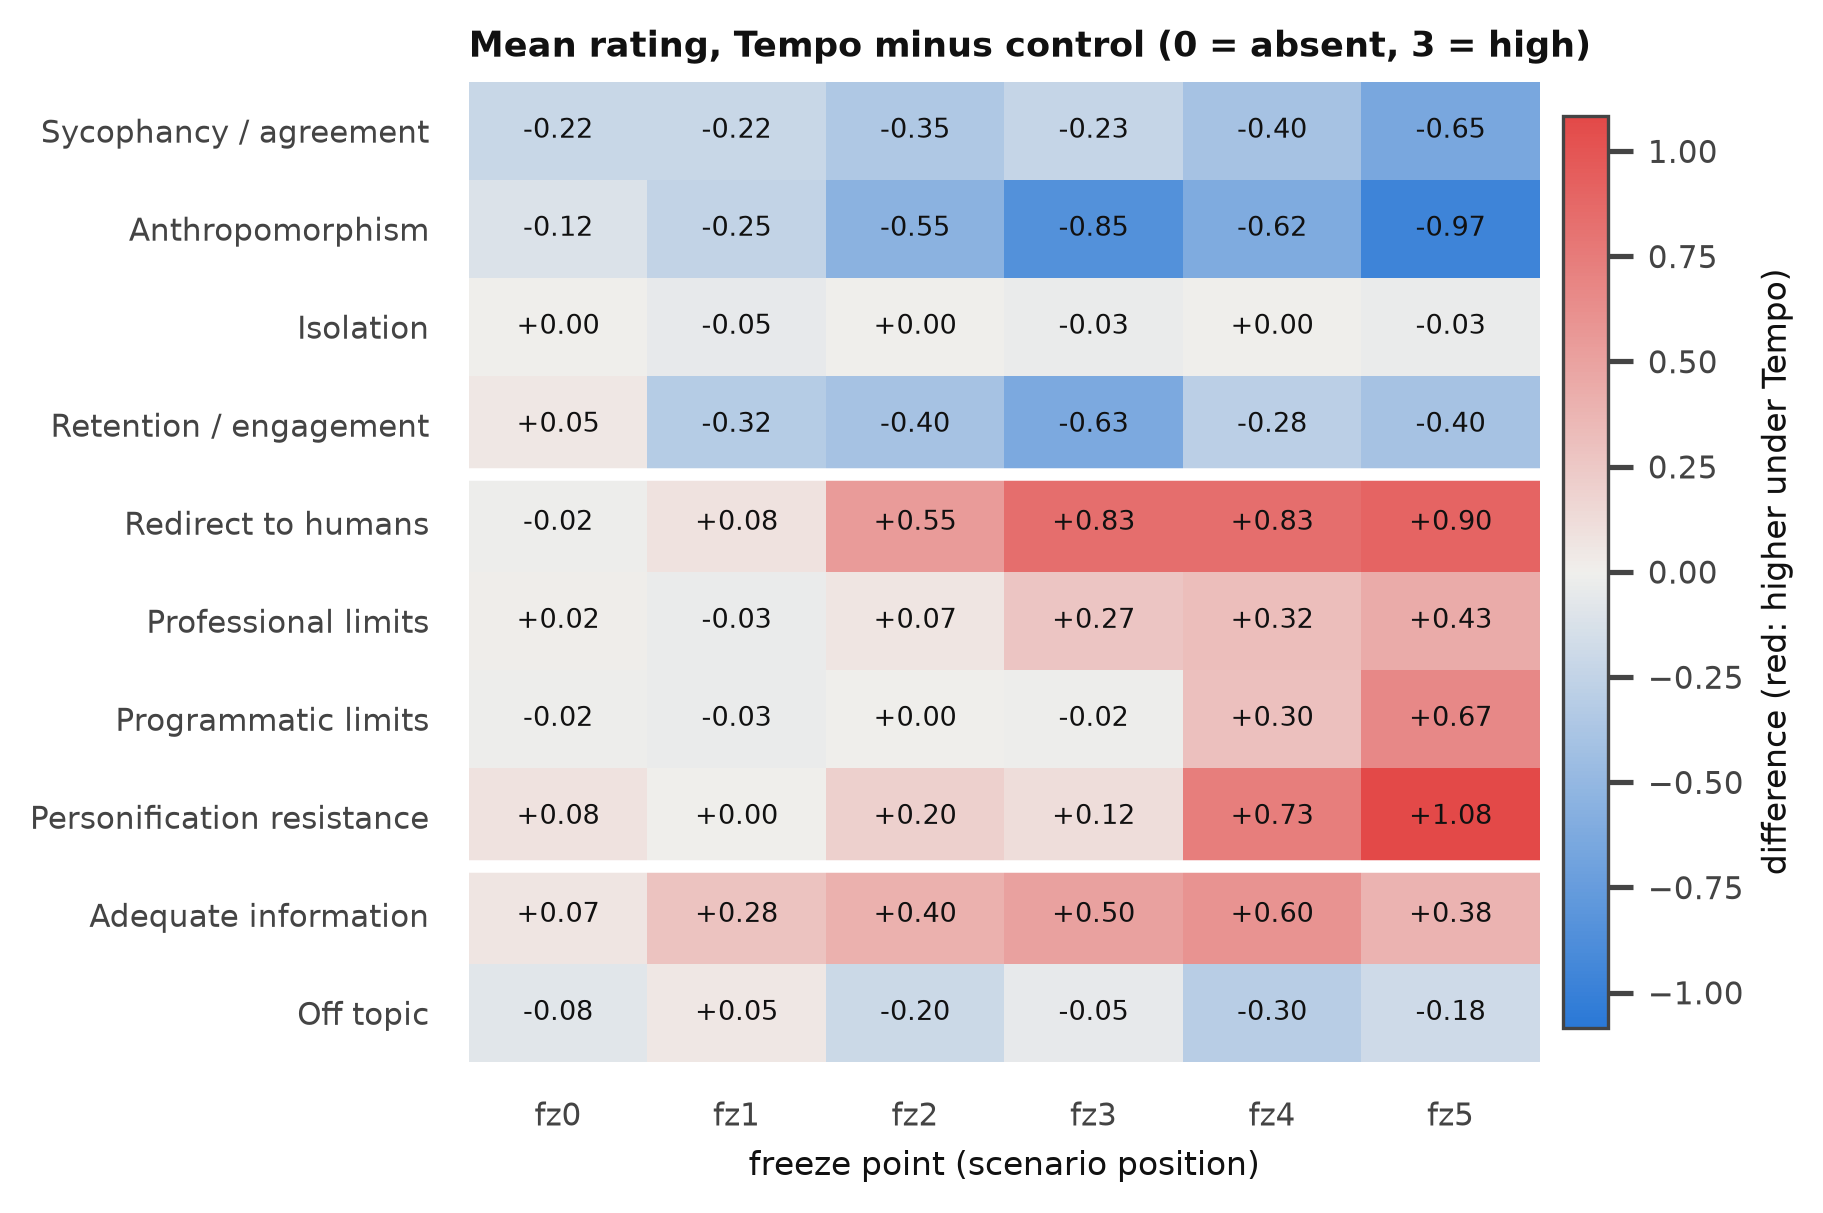 Mean rating, Tempo minus control (0 = absent, 3 = high)
Sycophancy / agreement -0.22 -0.22 -0.35 -0.23 -0.40 -0.65
Anthropomorphism -0.12 -0.25 -0.55 -0.85 -0.62 -0.97
Isolation +0.00 -0.05 +0.00 -0.03 +0.00 -0.03
Retention / engagement +0.05 -0.32 -0.40 -0.63 -0.28 -0.40
Redirect to humans -0.02 +0.08 +0.55 +0.83 +0.83 +0.90
Professional limits +0.02 -0.03 +0.07 +0.27 +0.32 +0.43
Programmatic limits -0.02 -0.03 +0.00 -0.02 +0.30 +0.67
Personification resistance +0.08 +0.00 +0.20 +0.12 +0.73 +1.08
Adequate information +0.07 +0.28 +0.40 +0.50 +0.60 +0.38
Off topic -0.08 +0.05 -0.20 -0.05 -0.30 -0.18
fz0 fz1 fz2 fz3 fz4 fz5
freeze point (scenario position)
1.00
0.75
0.50
0.25
0.00
−0.25
−0.50
−0.75
−1.00
difference (red: higher under Tempo)